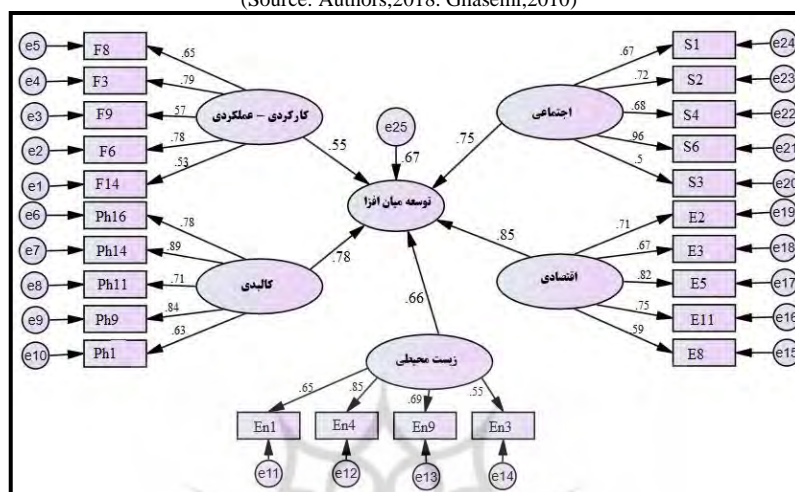 (Source: Authors,2018. Ghasemi,2010)
e5 F8 .65
e4 F3 .79
e3 F9 .57
e2 F6 .78
e1 F14 .53
کارکردی – عملکردی
.55
e6 Ph16 .78
e7 Ph14 .89
e8 Ph11 .71
e9 Ph9 .84
e10 Ph1 .63
کالبدی
.78
e25
.67
توسعه میان افزا
.67 S1 e24
.72 S2 e23
.68 S4 e22
.96 S6 e21
.5 S3 e20
اجتماعی
.75
.71 E2 e19
.67 E3 e18
.82 E5 e17
.75 E11 e16
.59 E8 e15
اقتصادی
.85
.66
زیست محیطی
.65 .85 .69 .55
En1 En4 En9 En3
e11 e12 e13 e14